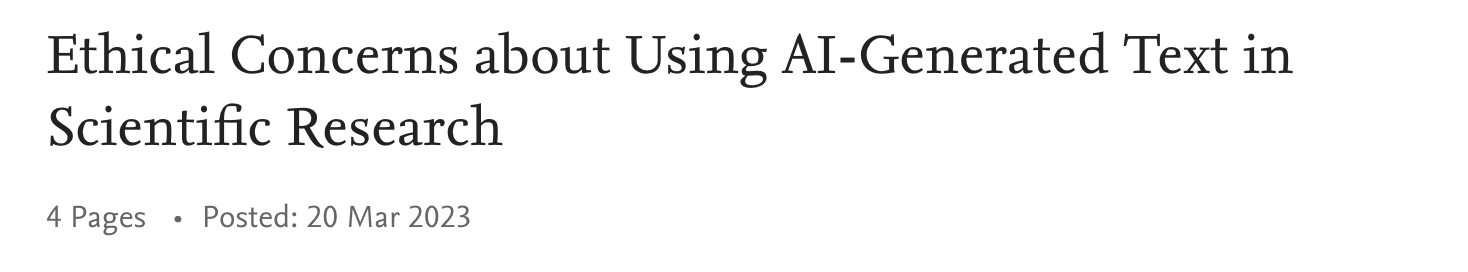 Ethical Concerns about Using AI-Generated Text in
Scientific Research
4 Pages • Posted: 20 Mar 2023